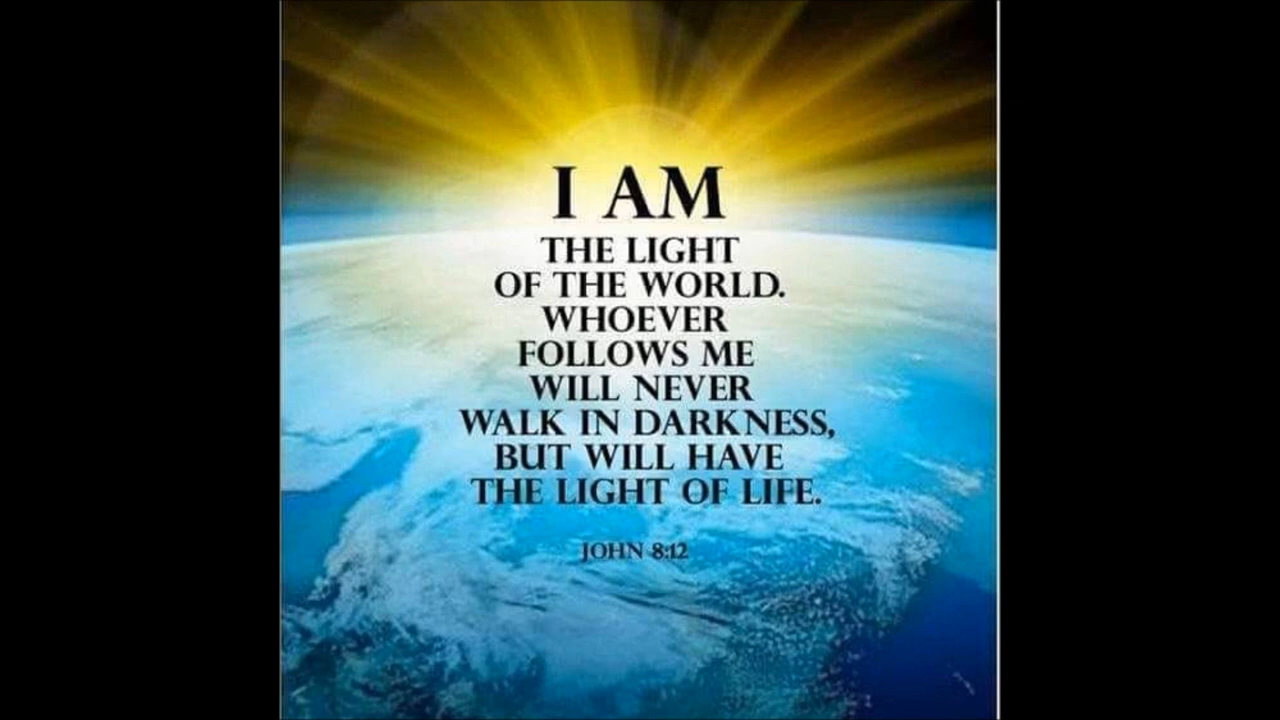 I AM
THE LIGHT
OF THE WORLD.
WHOEVER
FOLLOWS ME
WILL NEVER
WALK IN DARKNESS,
BUT WILL HAVE
THE LIGHT OF LIFE.
JOHN 8:12